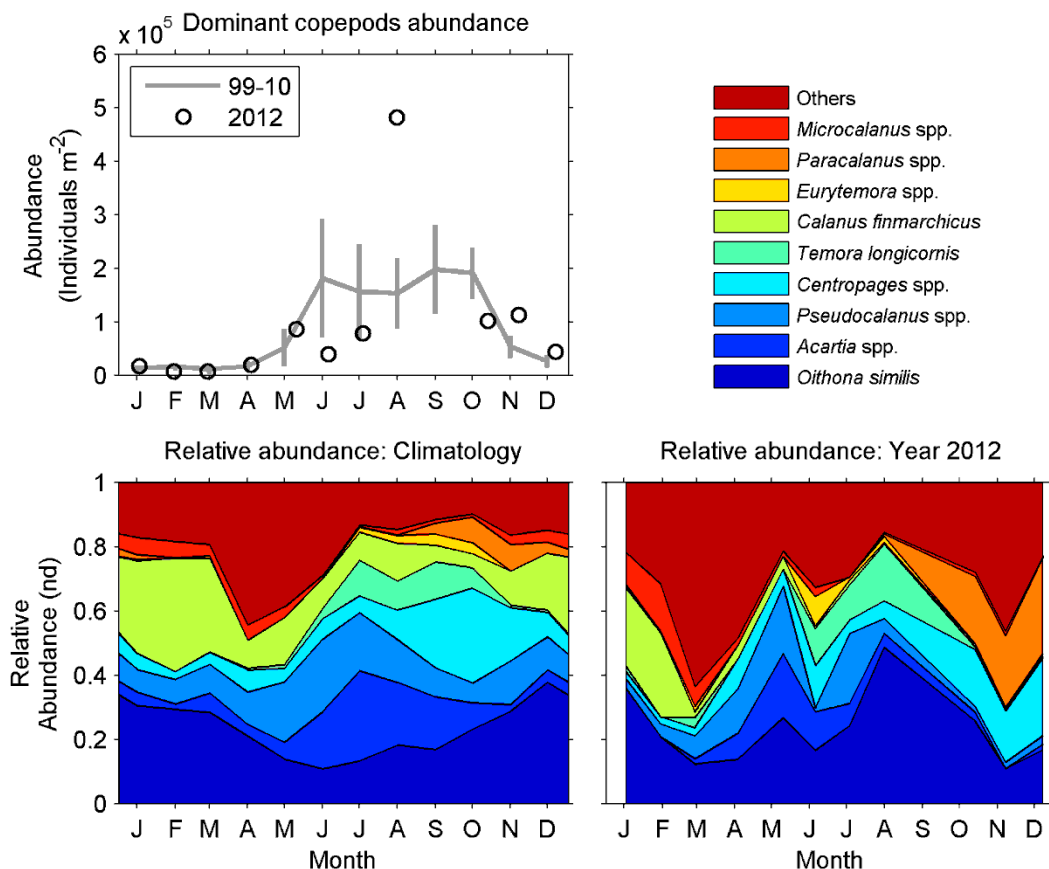 Dominant copepods abundance
x 10^5
6
5
4
3
2
1
0
Abundance
(Individuals m^-2)
99-10
2012
J F M A M J J A S O N D
Others
Microcalanus spp.
Paracalanus spp.
Eurytemora spp.
Calanus finmarchicus
Temora longicornis
Centropages spp.
Pseudocalanus spp.
Acartia spp.
Oithona similis
Relative abundance: Climatology
1
0.8
0.6
0.4
0.2
0
Relative
Abundance (nd)
J F M A M J J A S O N D
Month
Relative abundance: Year 2012
J F M A M J J A S O N D
Month